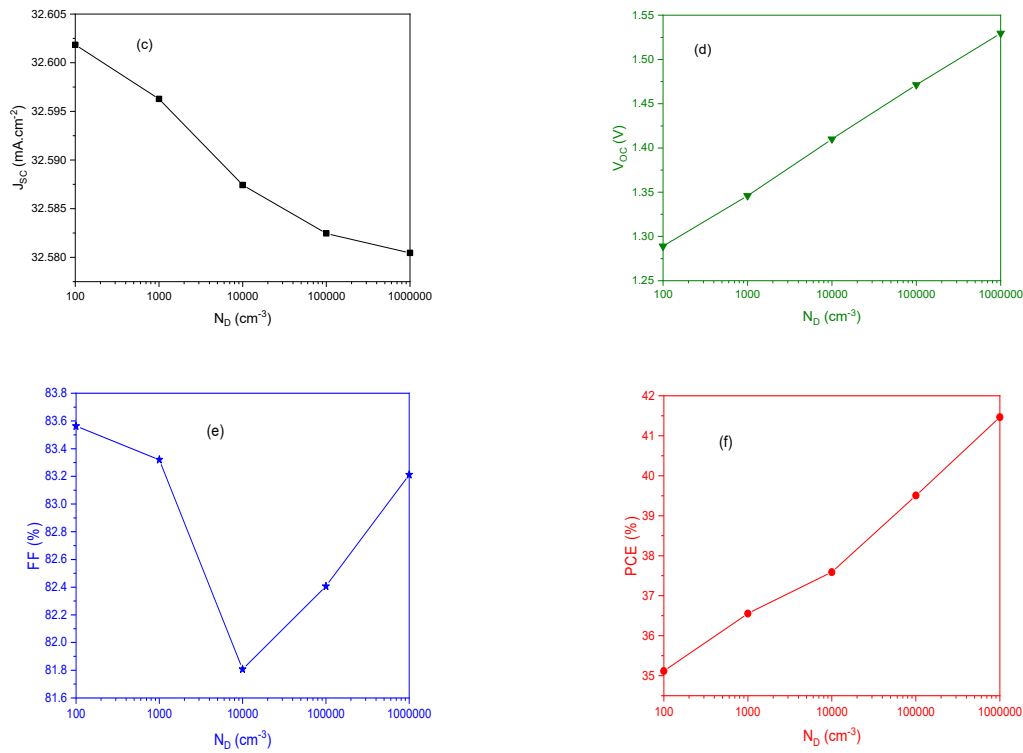 32.605
32.600
32.595
32.590
32.585
32.580
J_SC (mA.cm^-2)
(c)
100 1000 10000 100000 1000000
N_D (cm^-3)
1.55
1.50
1.45
1.40
1.35
1.30
1.25
V_OC (V)
(d)
100 1000 10000 100000 1000000
N_D (cm^-3)
83.8
83.6
83.4
83.2
83.0
82.8
82.6
82.4
82.2
82.0
81.8
81.6
FF (%)
(e)
100 1000 10000 100000 1000000
N_D (cm^-3)
42
41
40
39
38
37
36
35
PCE (%)
(f)
100 1000 10000 100000 1000000
N_D (cm^-3)